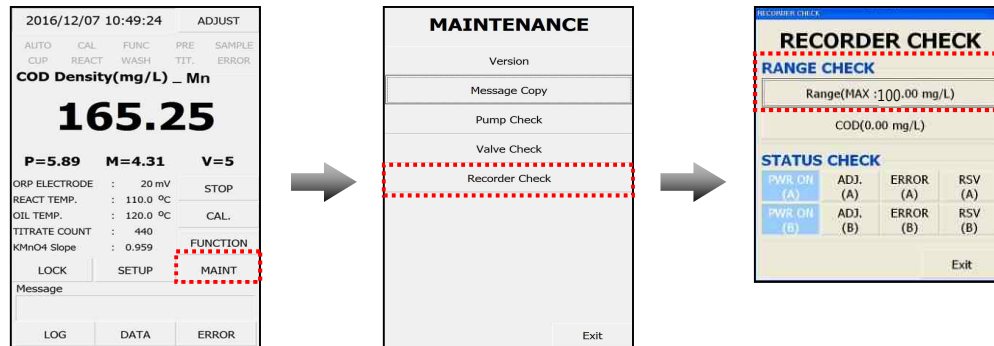 2016/12/07 10:49:24 ADJUST
AUTO CAL FUNC PRE SAMPLE
CUP REACT WASH TIT. ERROR
COD Density(mg/L) _ Mn
165.25
P=5.89 M=4.31 V=5
ORP ELECTRODE : 20 mV
REACT TEMP. : 110.0 ºC
OIL TEMP. : 120.0 ºC
TITRATE COUNT : 440
KMnO4 Slope : 0.959
STOP
CAL.
FUNCTION
LOCK SETUP MAINT
Message
LOG DATA ERROR
MAINTENANCE
Version
Message Copy
Pump Check
Valve Check
Recorder Check
Exit
RECORDER CHECK
RECORDER CHECK
RANGE CHECK
Range(MAX :100.00 mg/L)
COD(0.00 mg/L)
STATUS CHECK
PWR ON ADJ. ERROR RSV
(A) (A) (A) (A)
PWR ON ADJ. ERROR RSV
(B) (B) (B) (B)
Exit